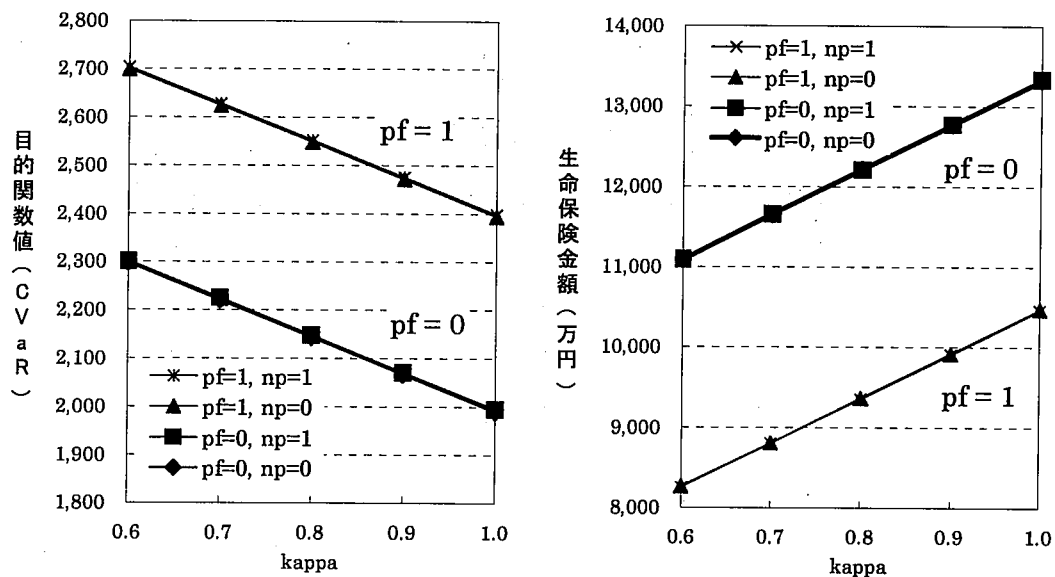 目的関数値(CVaR)
2,800
2,700
2,600
2,500
2,400
2,300
2,200
2,100
2,000
1,900
1,800
pf = 1
pf = 0
pf=1, np=1
pf=1, np=0
pf=0, np=1
pf=0, np=0
0.6 0.7 0.8 0.9 1.0
kappa
生命保険金額(万円)
14,000
13,000
12,000
11,000
10,000
9,000
8,000
pf=1, np=1
pf=1, np=0
pf=0, np=1
pf=0, np=0
pf = 0
pf = 1
0.6 0.7 0.8 0.9 1.0
kappa